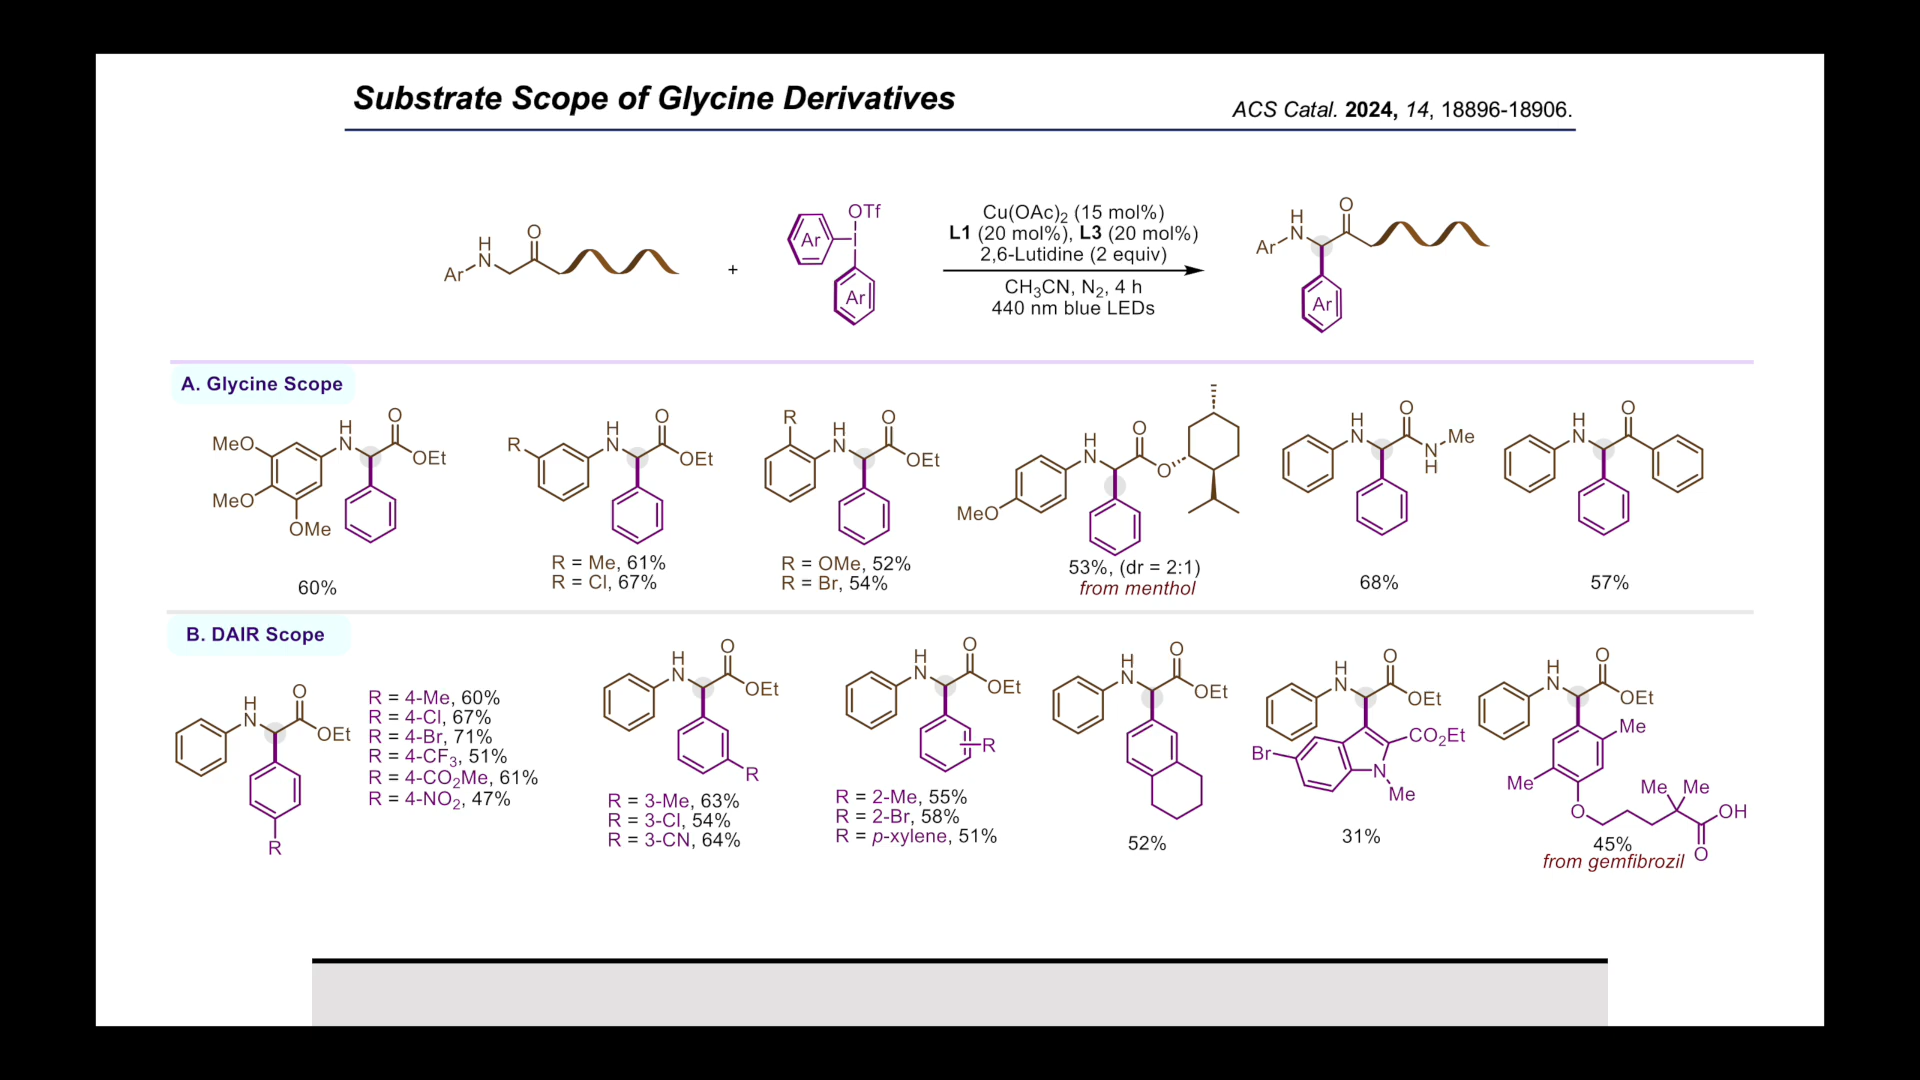 Substrate Scope of Glycine Derivatives
ACS Catal. 2024, 14, 18896-18906.
Ar
H
N
O
+
Ar
OTf
I
Ar
Cu(OAc)2 (15 mol%)
L1 (20 mol%), L3 (20 mol%)
2,6-Lutidine (2 equiv)
CH3CN, N2, 4 h
440 nm blue LEDs
Ar
H
N
O
Ar
A. Glycine Scope
MeO
MeO
OMe
H
N
O
OEt
60%
R
H
N
O
OEt
R = Me, 61%
R = Cl, 67%
R
H
N
O
OEt
R = OMe, 52%
R = Br, 54%
MeO
H
N
O
O
53%, (dr = 2:1)
from menthol
H
N
O
N
H
Me
68%
H
N
O
57%
B. DAIR Scope
H
N
O
OEt
R
R = 4-Me, 60%
R = 4-Cl, 67%
R = 4-Br, 71%
R = 4-CF3, 51%
R = 4-CO2Me, 61%
R = 4-NO2, 47%
H
N
O
OEt
R
R = 3-Me, 63%
R = 3-Cl, 54%
R = 3-CN, 64%
H
N
O
OEt
R
R = 2-Me, 55%
R = 2-Br, 58%
R = p-xylene, 51%
H
N
O
OEt
52%
H
N
O
OEt
Br
CO2Et
N
Me
31%
H
N
O
OEt
Me
Me
O
Me Me
OH
O
45%
from gemfibrozil